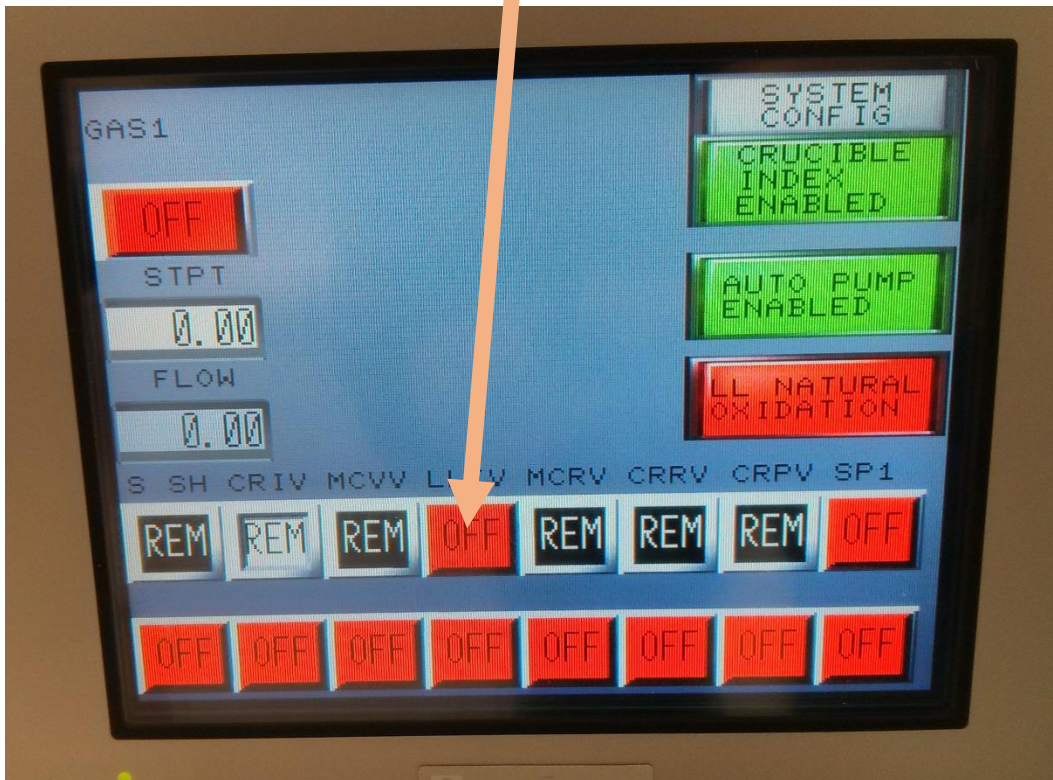 GAS1
OFF
STPT
0.00
FLOW
0.00
SYSTEM
CONFIG
CRUCIBLE
INDEX
ENABLED
AUTO PUMP
ENABLED
LL NATURAL
OXIDATION
S SH CRIV MCVV MCRV CRRV CRPV SP1
REM REM REM OFF REM REM REM OFF
OFF OFF OFF OFF OFF OFF OFF OFF